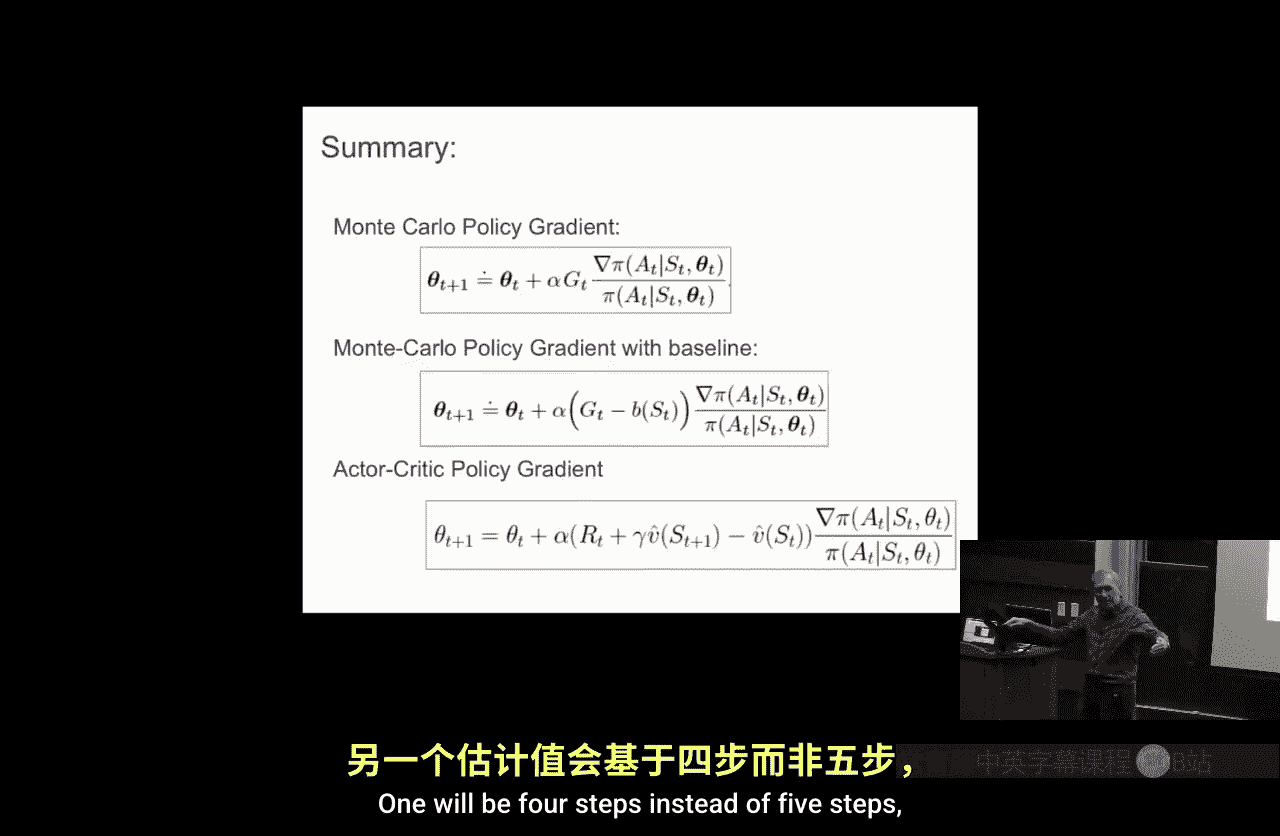 Summary:
Monte Carlo Policy Gradient:
θ_{t+1} ≐ θ_t + αG_t ∇π(A_t|S_t, θ_t) / π(A_t|S_t, θ_t).
Monte-Carlo Policy Gradient with baseline:
θ_{t+1} ≐ θ_t + α(G_t − b(S_t)) ∇π(A_t|S_t, θ_t) / π(A_t|S_t, θ_t)
Actor-Critic Policy Gradient
θ_{t+1} = θ_t + α(R_t + γv̂(S_{t+1}) − v̂(S_t)) ∇π(A_t|S_t, θ_t) / π(A_t|S_t, θ_t)
另一个估计值会基于四步而非五步，
中英字幕课程 B站
One will be four steps instead of five steps,